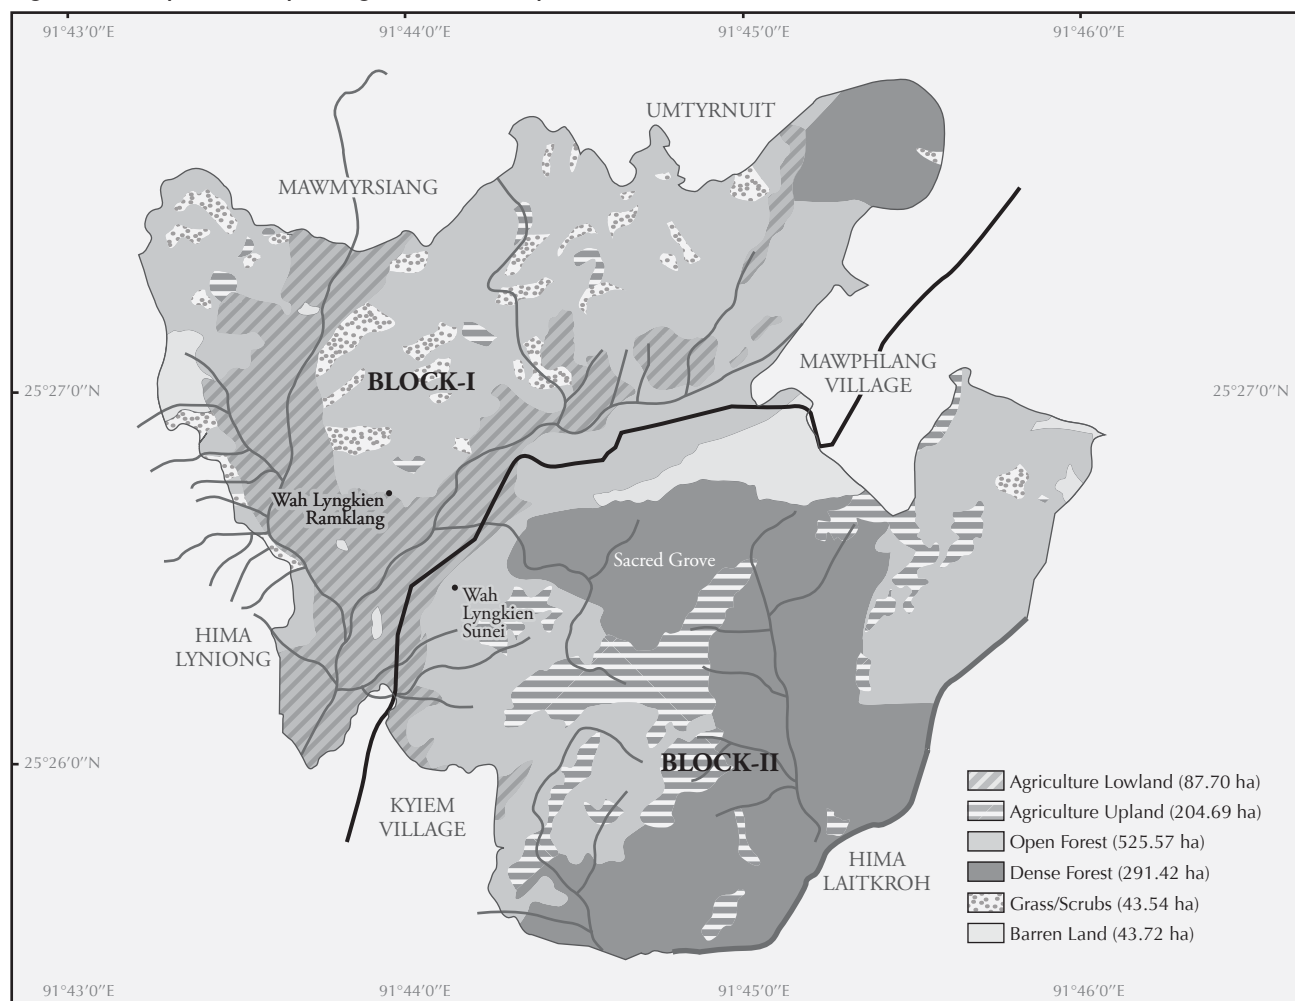 91°43′0″E
91°44′0″E
91°45′0″E
91°46′0″E
UMTYRNUIT
MAWMYRSIANG
MAWPHLANG
VILLAGE
BLOCK-I
25°27′0″N
25°27′0″N
Wah Lyngkien
Ramklang
Sacred Grove
Wah
Lyngkien
Sunei
HIMA
LYNIONG
25°26′0″N
BLOCK-II
KYIEM
VILLAGE
HIMA
LAITKROH
Agriculture Lowland (87.70 ha)
Agriculture Upland (204.69 ha)
Open Forest (525.57 ha)
Dense Forest (291.42 ha)
Grass/Scrubs (43.54 ha)
Barren Land (43.72 ha)
91°43′0″E
91°44′0″E
91°45′0″E
91°46′0″E